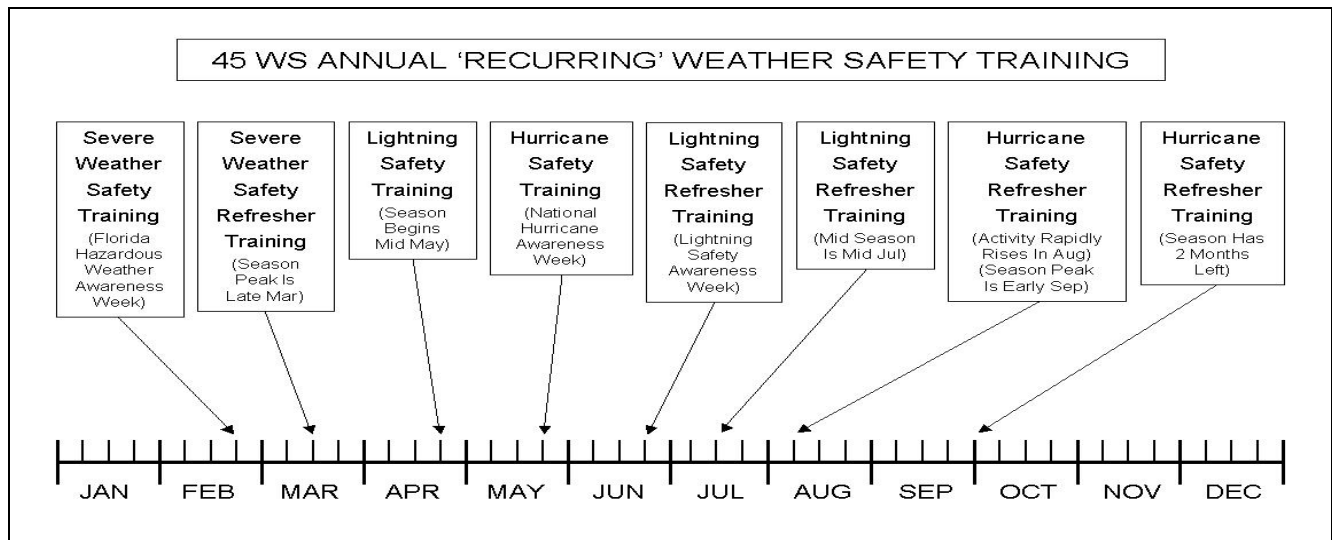 45 WS ANNUAL ‘RECURRING’ WEATHER SAFETY TRAINING
Severe
Weather
Safety
Training
(Florida
Hazardous
Weather
Awareness
Week)
Severe
Weather
Safety
Refresher
Training
(Season
Peak Is
Late Mar)
Lightning
Safety
Training
(Season
Begins
Mid May)
Hurricane
Safety
Training
(National
Hurricane
Awareness
Week)
Lightning
Safety
Refresher
Training
(Lightning
Safety
Awareness
Week)
Lightning
Safety
Refresher
Training
(Mid Season
Is Mid Jul)
Hurricane
Safety
Refresher
Training
(Activity Rapidly
Rises In Aug)
(Season Peak
Is Early Sep)
Hurricane
Safety
Refresher
Training
(Season Has
2 Months
Left)
JAN FEB MAR APR MAY JUN JUL AUG SEP OCT NOV DEC